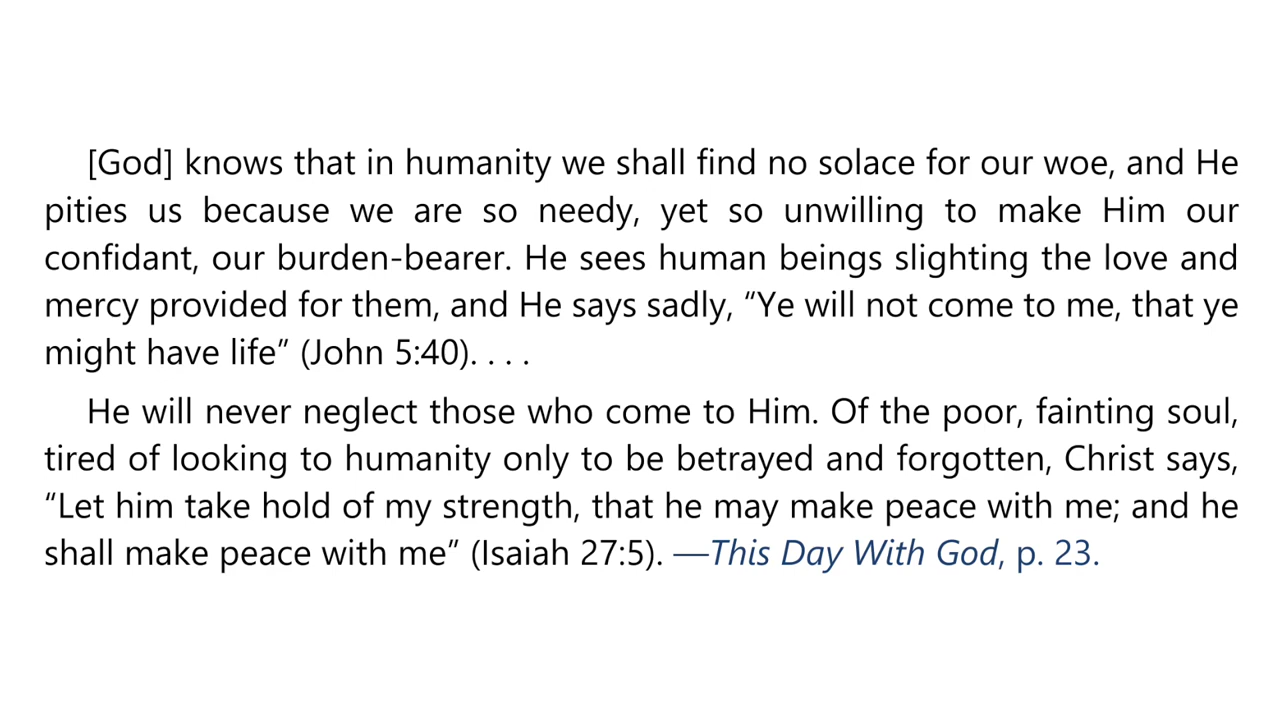 [God] knows that in humanity we shall find no solace for our woe, and He
pities us because we are so needy, yet so unwilling to make Him our
confidant, our burden-bearer. He sees human beings slighting the love and
mercy provided for them, and He says sadly, “Ye will not come to me, that ye
might have life” (John 5:40). . . .
He will never neglect those who come to Him. Of the poor, fainting soul,
tired of looking to humanity only to be betrayed and forgotten, Christ says,
“Let him take hold of my strength, that he may make peace with me; and he
shall make peace with me” (Isaiah 27:5). —This Day With God, p. 23.